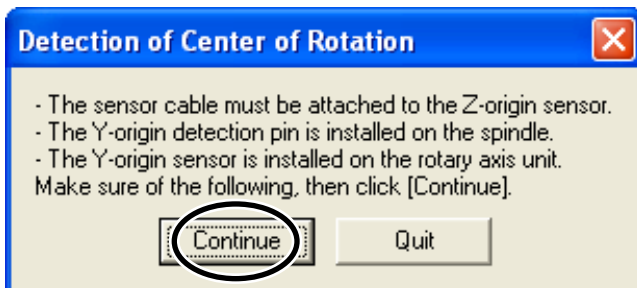 Detection of Center of Rotation
- The sensor cable must be attached to the Z-origin sensor.
- The Y-origin detection pin is installed on the spindle.
- The Y-origin sensor is installed on the rotary axis unit.
Make sure of the following, then click [Continue].
Continue Quit